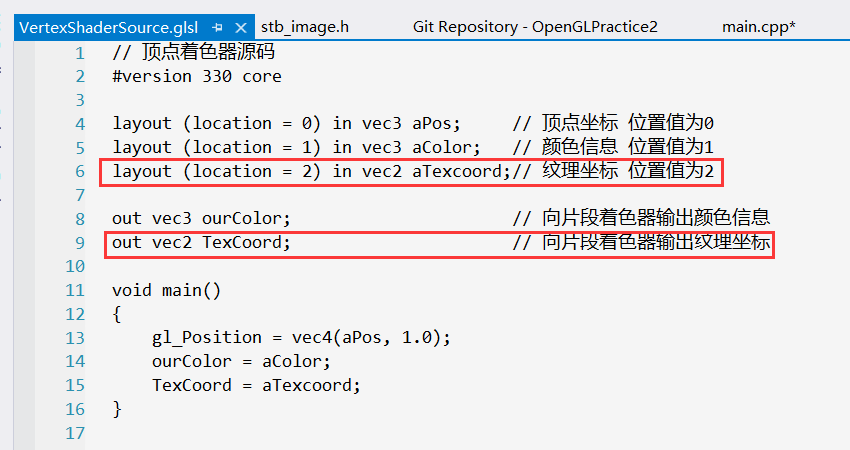 VertexShaderSource.glsl stb_image.h Git Repository - OpenGLPractice2 main.cpp*
1 // 顶点着色器源码
2 #version 330 core
3
4 layout (location = 0) in vec3 aPos; // 顶点坐标 位置值为0
5 layout (location = 1) in vec3 aColor; // 颜色信息 位置值为1
6 layout (location = 2) in vec2 aTexcoord;// 纹理坐标 位置值为2
7
8 out vec3 ourColor; // 向片段着色器输出颜色信息
9 out vec2 TexCoord; // 向片段着色器输出纹理坐标
10
11 void main()
12 {
13 gl_Position = vec4(aPos, 1.0);
14 ourColor = aColor;
15 TexCoord = aTexcoord;
16 }
17